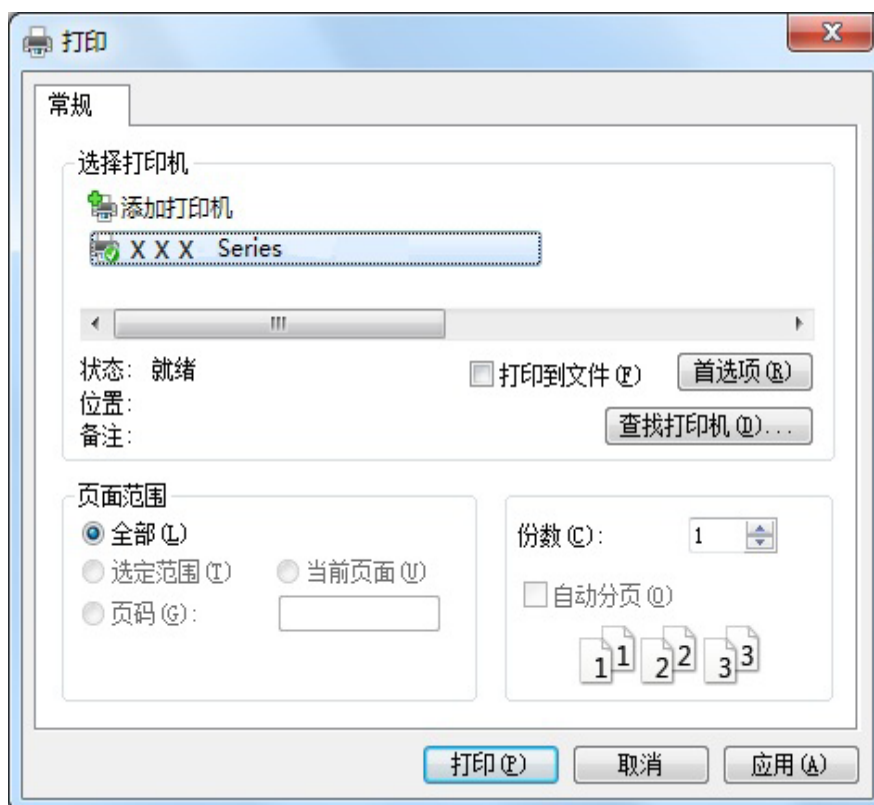 打印
常规
选择打印机
添加打印机
X X X Series
状态: 就绪
打印到文件(F)
首选项(R)
位置:
备注:
查找打印机(D)...
页面范围
全部(L)
选定范围(T)
当前页面(U)
页码(G):
份数(C): 1
自动分页(O)
1 1 2 2 3 3
打印(P)
取消
应用(A)